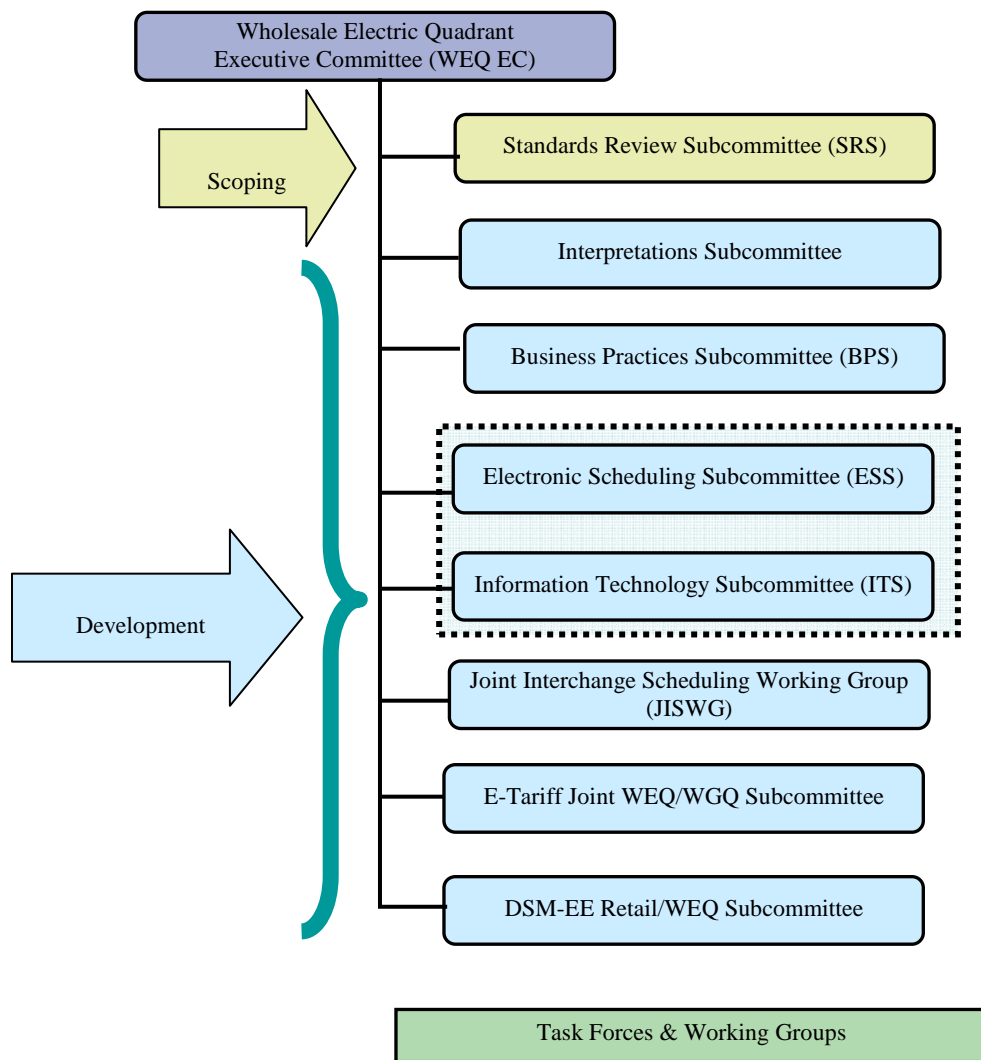 Wholesale Electric Quadrant
Executive Committee (WEQ EC)
Standards Review Subcommittee (SRS)
Scoping
Interpretations Subcommittee
Business Practices Subcommittee (BPS)
Electronic Scheduling Subcommittee (ESS)
Information Technology Subcommittee (ITS)
Development
Joint Interchange Scheduling Working Group
(JISWG)
E-Tariff Joint WEQ/WGQ Subcommittee
DSM-EE Retail/WEQ Subcommittee
Task Forces & Working Groups